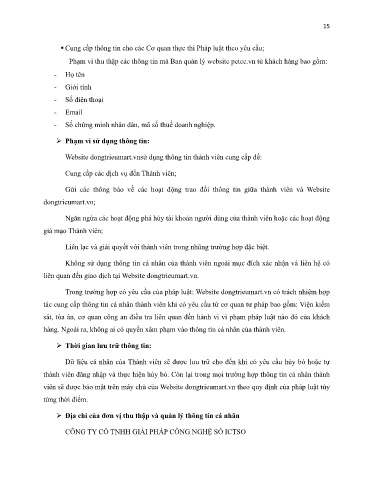 15
▪ Cung cấp thông tin cho các Cơ quan thực thi Pháp luật theo yêu cầu;
Phạm vi thu thập các thông tin mà Ban quản lý website petcc.vn từ khách hàng bao gồm:
- Họ tên
- Giới tính
- Số điện thoại
- Email
- Số chứng minh nhân dân, mã số thuế doanh nghiệp.
➢ Phạm vi sử dụng thông tin:
Website dongtrieumart.vnsử dụng thông tin thành viên cung cấp để:
Cung cấp các dịch vụ đến Thành viên;
Gửi các thông báo về các hoạt động trao đổi thông tin giữa thành viên và Website
dongtrieumart.vn;
Ngăn ngừa các hoạt động phá hủy tài khoản người dùng của thành viên hoặc các hoạt động
giả mạo Thành viên;
Liên lạc và giải quyết với thành viên trong những trường hợp đặc biệt.
Không sử dụng thông tin cá nhân của thành viên ngoài mục đích xác nhận và liên hệ có
liên quan đến giao dịch tại Website dongtrieumart.vn.
Trong trường hợp có yêu cầu của pháp luật: Website dongtrieumart.vn có trách nhiệm hợp
tác cung cấp thông tin cá nhân thành viên khi có yêu cầu từ cơ quan tư pháp bao gồm: Viện kiểm
sát, tòa án, cơ quan công an điều tra liên quan đến hành vi vi phạm pháp luật nào đó của khách
hàng. Ngoài ra, không ai có quyền xâm phạm vào thông tin cá nhân của thành viên.
➢ Thời gian lưu trữ thông tin:
Dữ liệu cá nhân của Thành viên sẽ được lưu trữ cho đến khi có yêu cầu hủy bỏ hoặc tự
thành viên đăng nhập và thực hiện hủy bỏ. Còn lại trong mọi trường hợp thông tin cá nhân thành
viên sẽ được bảo mật trên máy chủ của Website dongtrieumart.vn theo quy định của pháp luật tùy
từng thời điểm.
➢ Địa chỉ của đơn vị thu thập và quản lý thông tin cá nhân
CÔNG TY CỔ TNHH GIẢI PHÁP CÔNG NGHỆ SỐ ICTSO